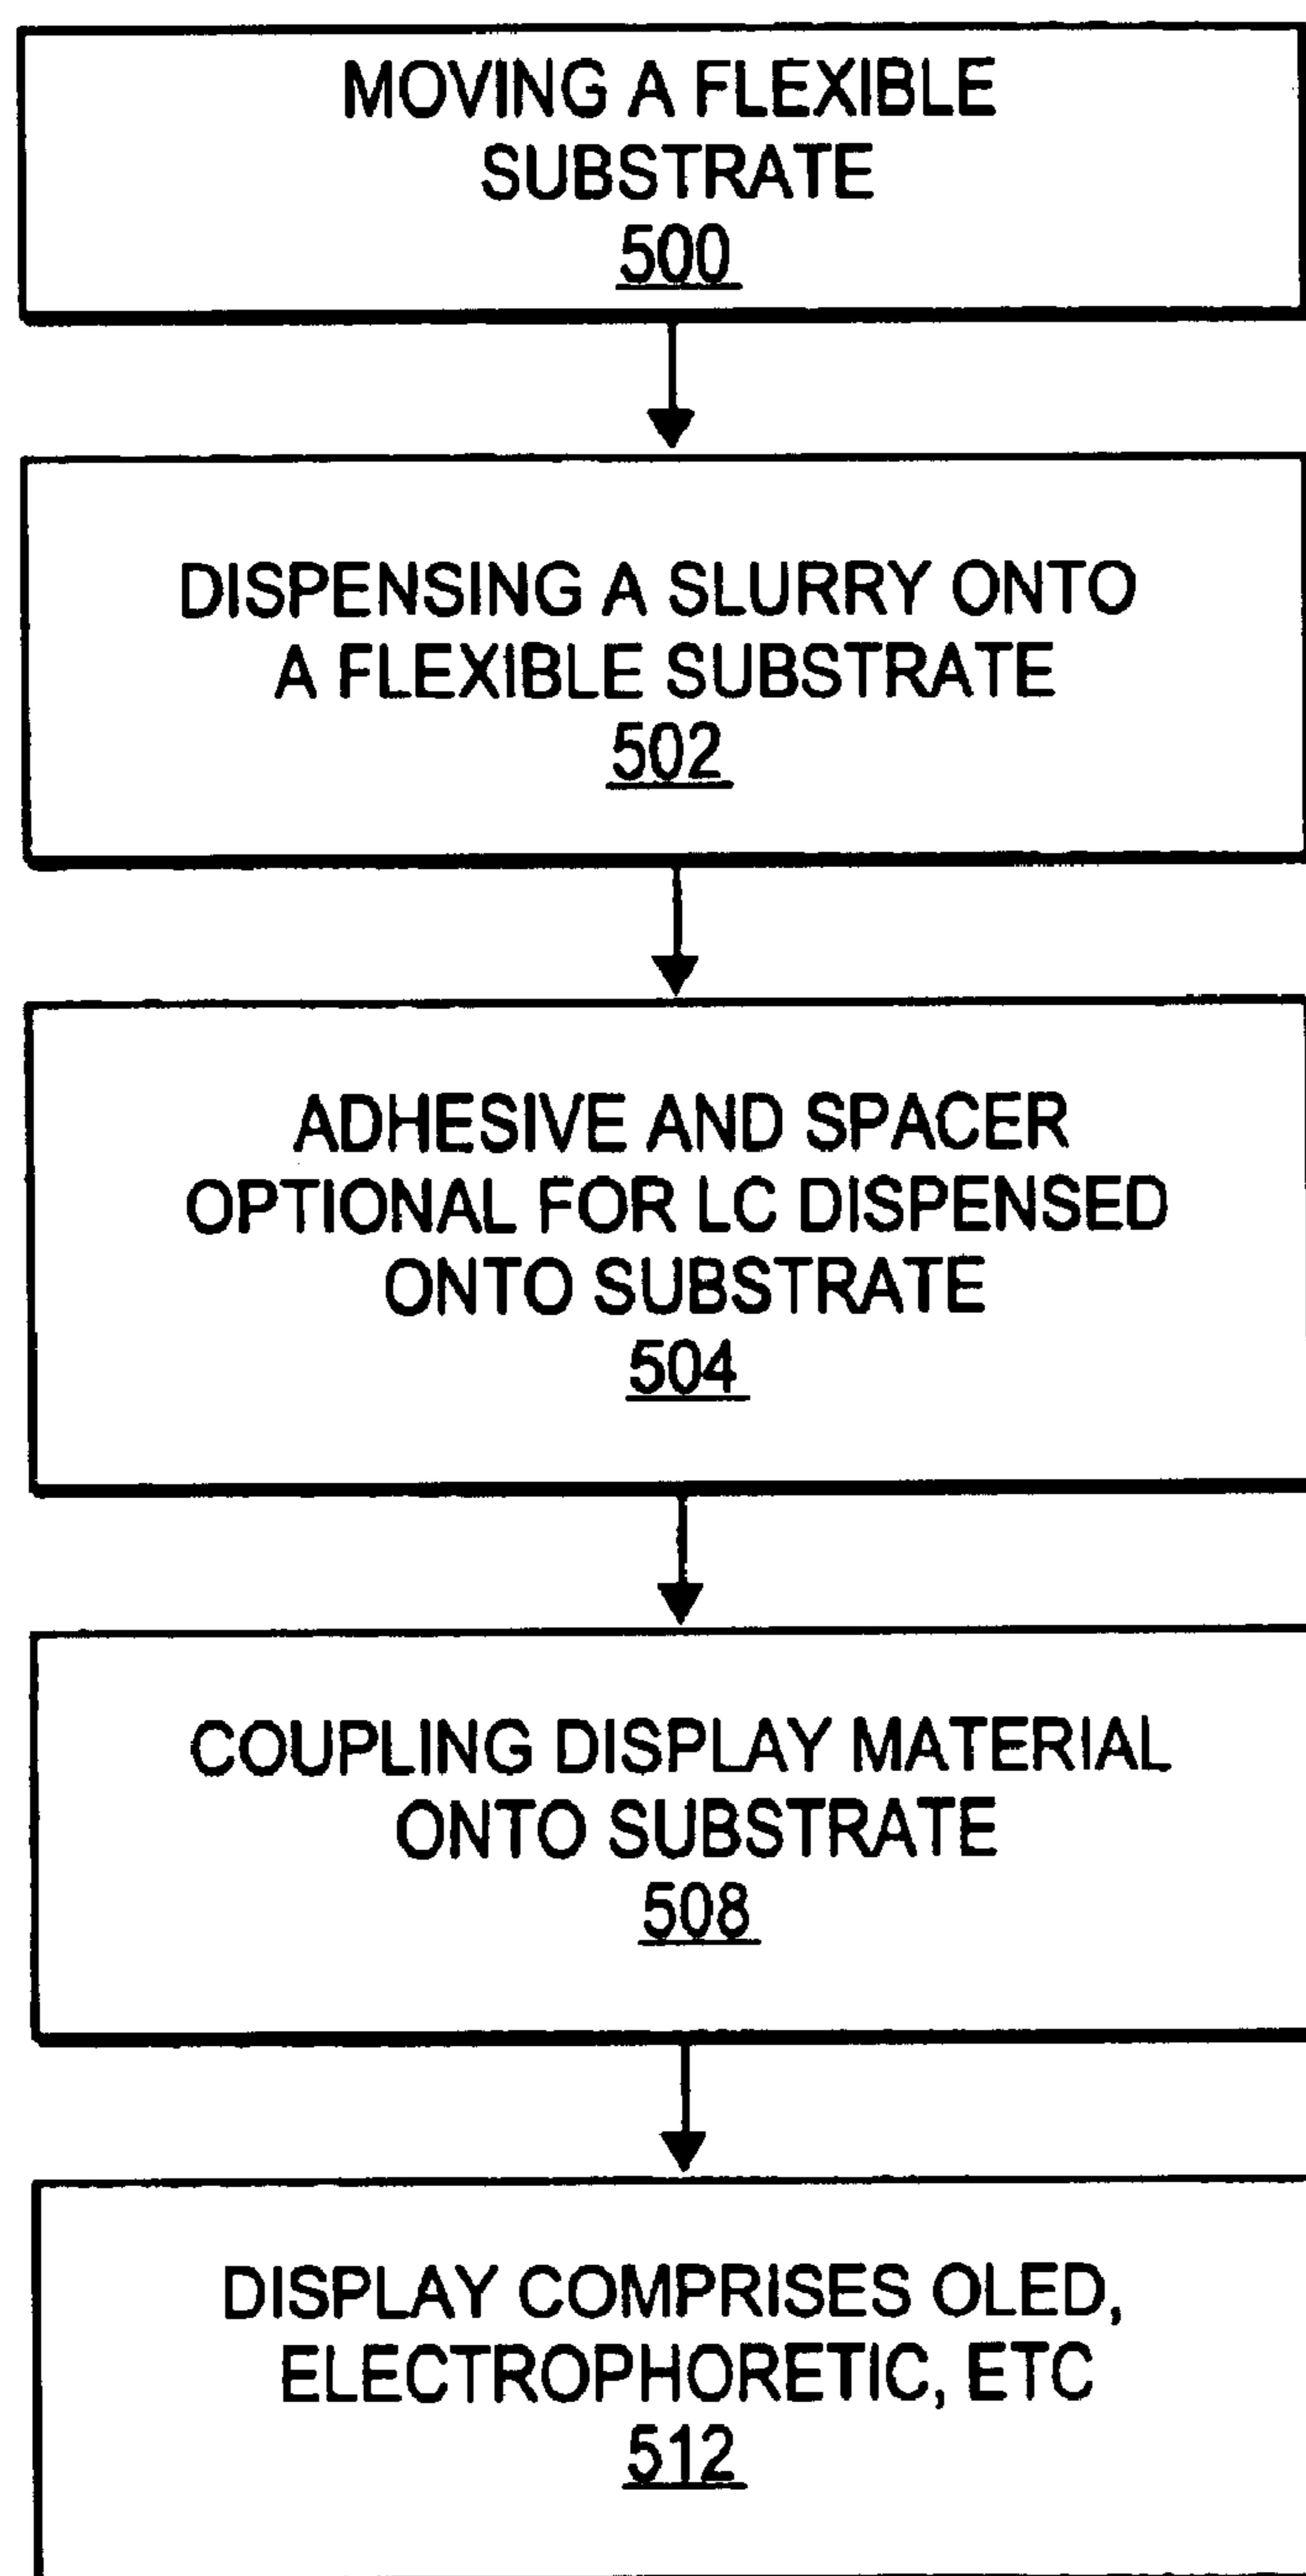 MOVING A FLEXIBLE
SUBSTRATE
500
DISPENSING A SLURRY ONTO
A FLEXIBLE SUBSTRATE
502
ADHESIVE AND SPACER
OPTIONAL FOR LC DISPENSED
ONTO SUBSTRATE
504
COUPLING DISPLAY MATERIAL
ONTO SUBSTRATE
508
DISPLAY COMPRISES OLED,
ELECTROPHORETIC, ETC
512